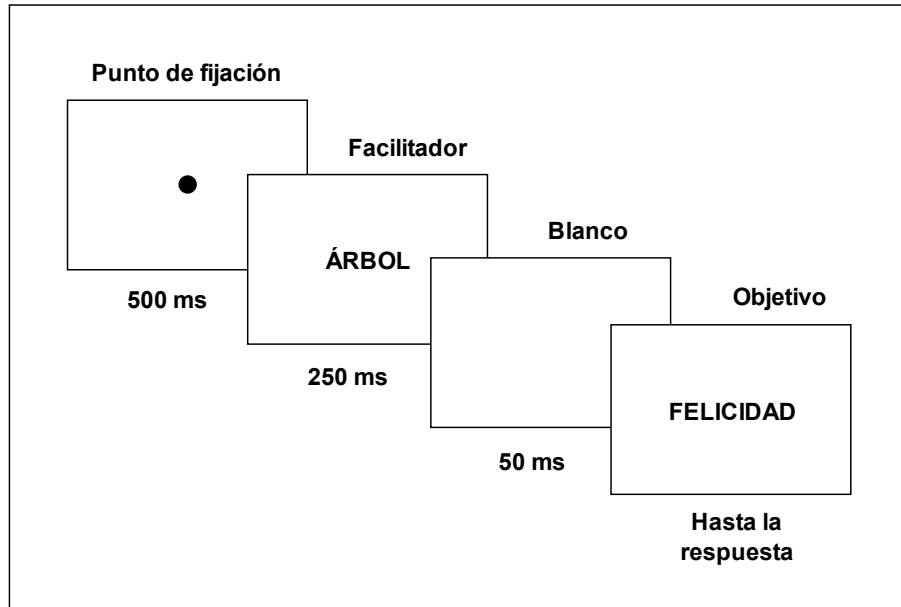 Punto de fijación
Facilitador
ÁRBOL
Blanco
500 ms
Objetivo
250 ms
FELICIDAD
50 ms
Hasta la
respuesta